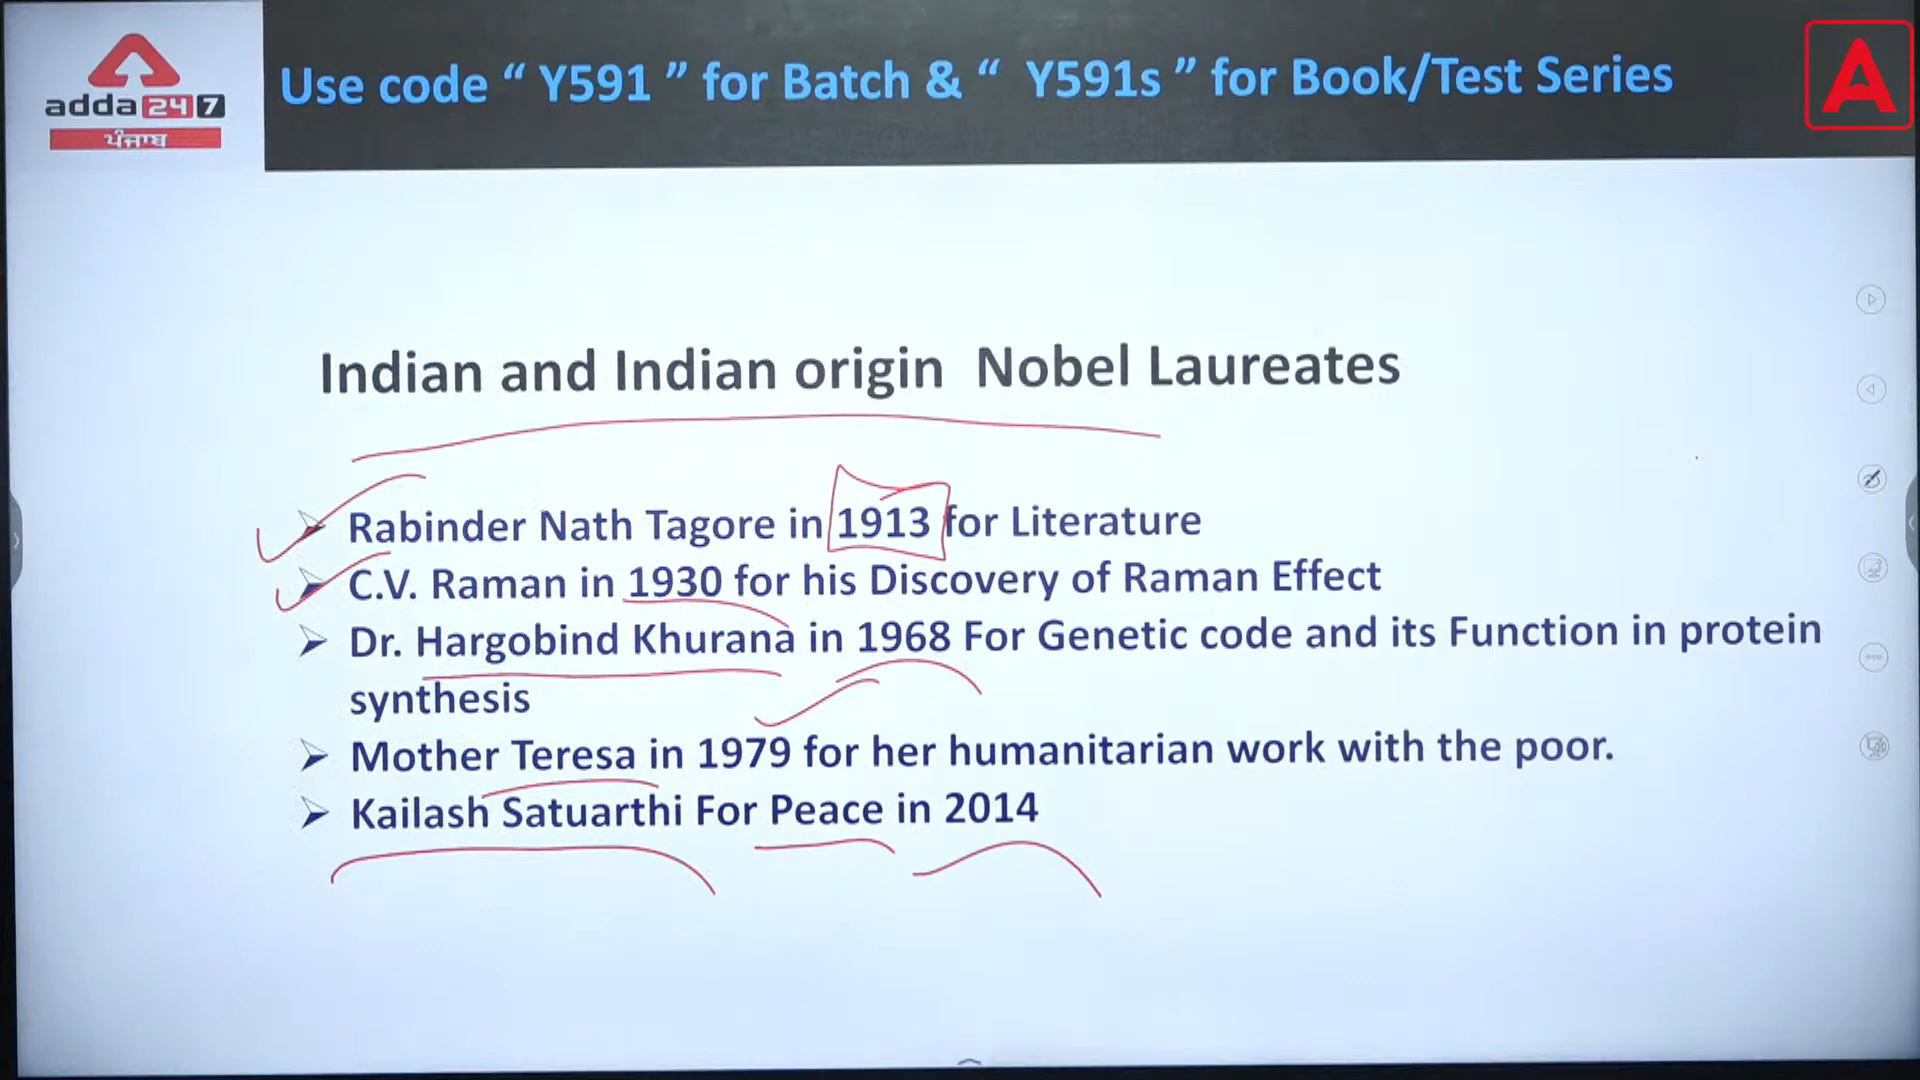 adda247
ਪੰਜਾਬ
Use code “ Y591 ” for Batch & “ Y591s ” for Book/Test Series
A
Indian and Indian origin Nobel Laureates
Rabinder Nath Tagore in 1913 for Literature
C.V. Raman in 1930 for his Discovery of Raman Effect
Dr. Hargobind Khurana in 1968 For Genetic code and its Function in protein
synthesis
Mother Teresa in 1979 for her humanitarian work with the poor.
Kailash Satuarthi For Peace in 2014